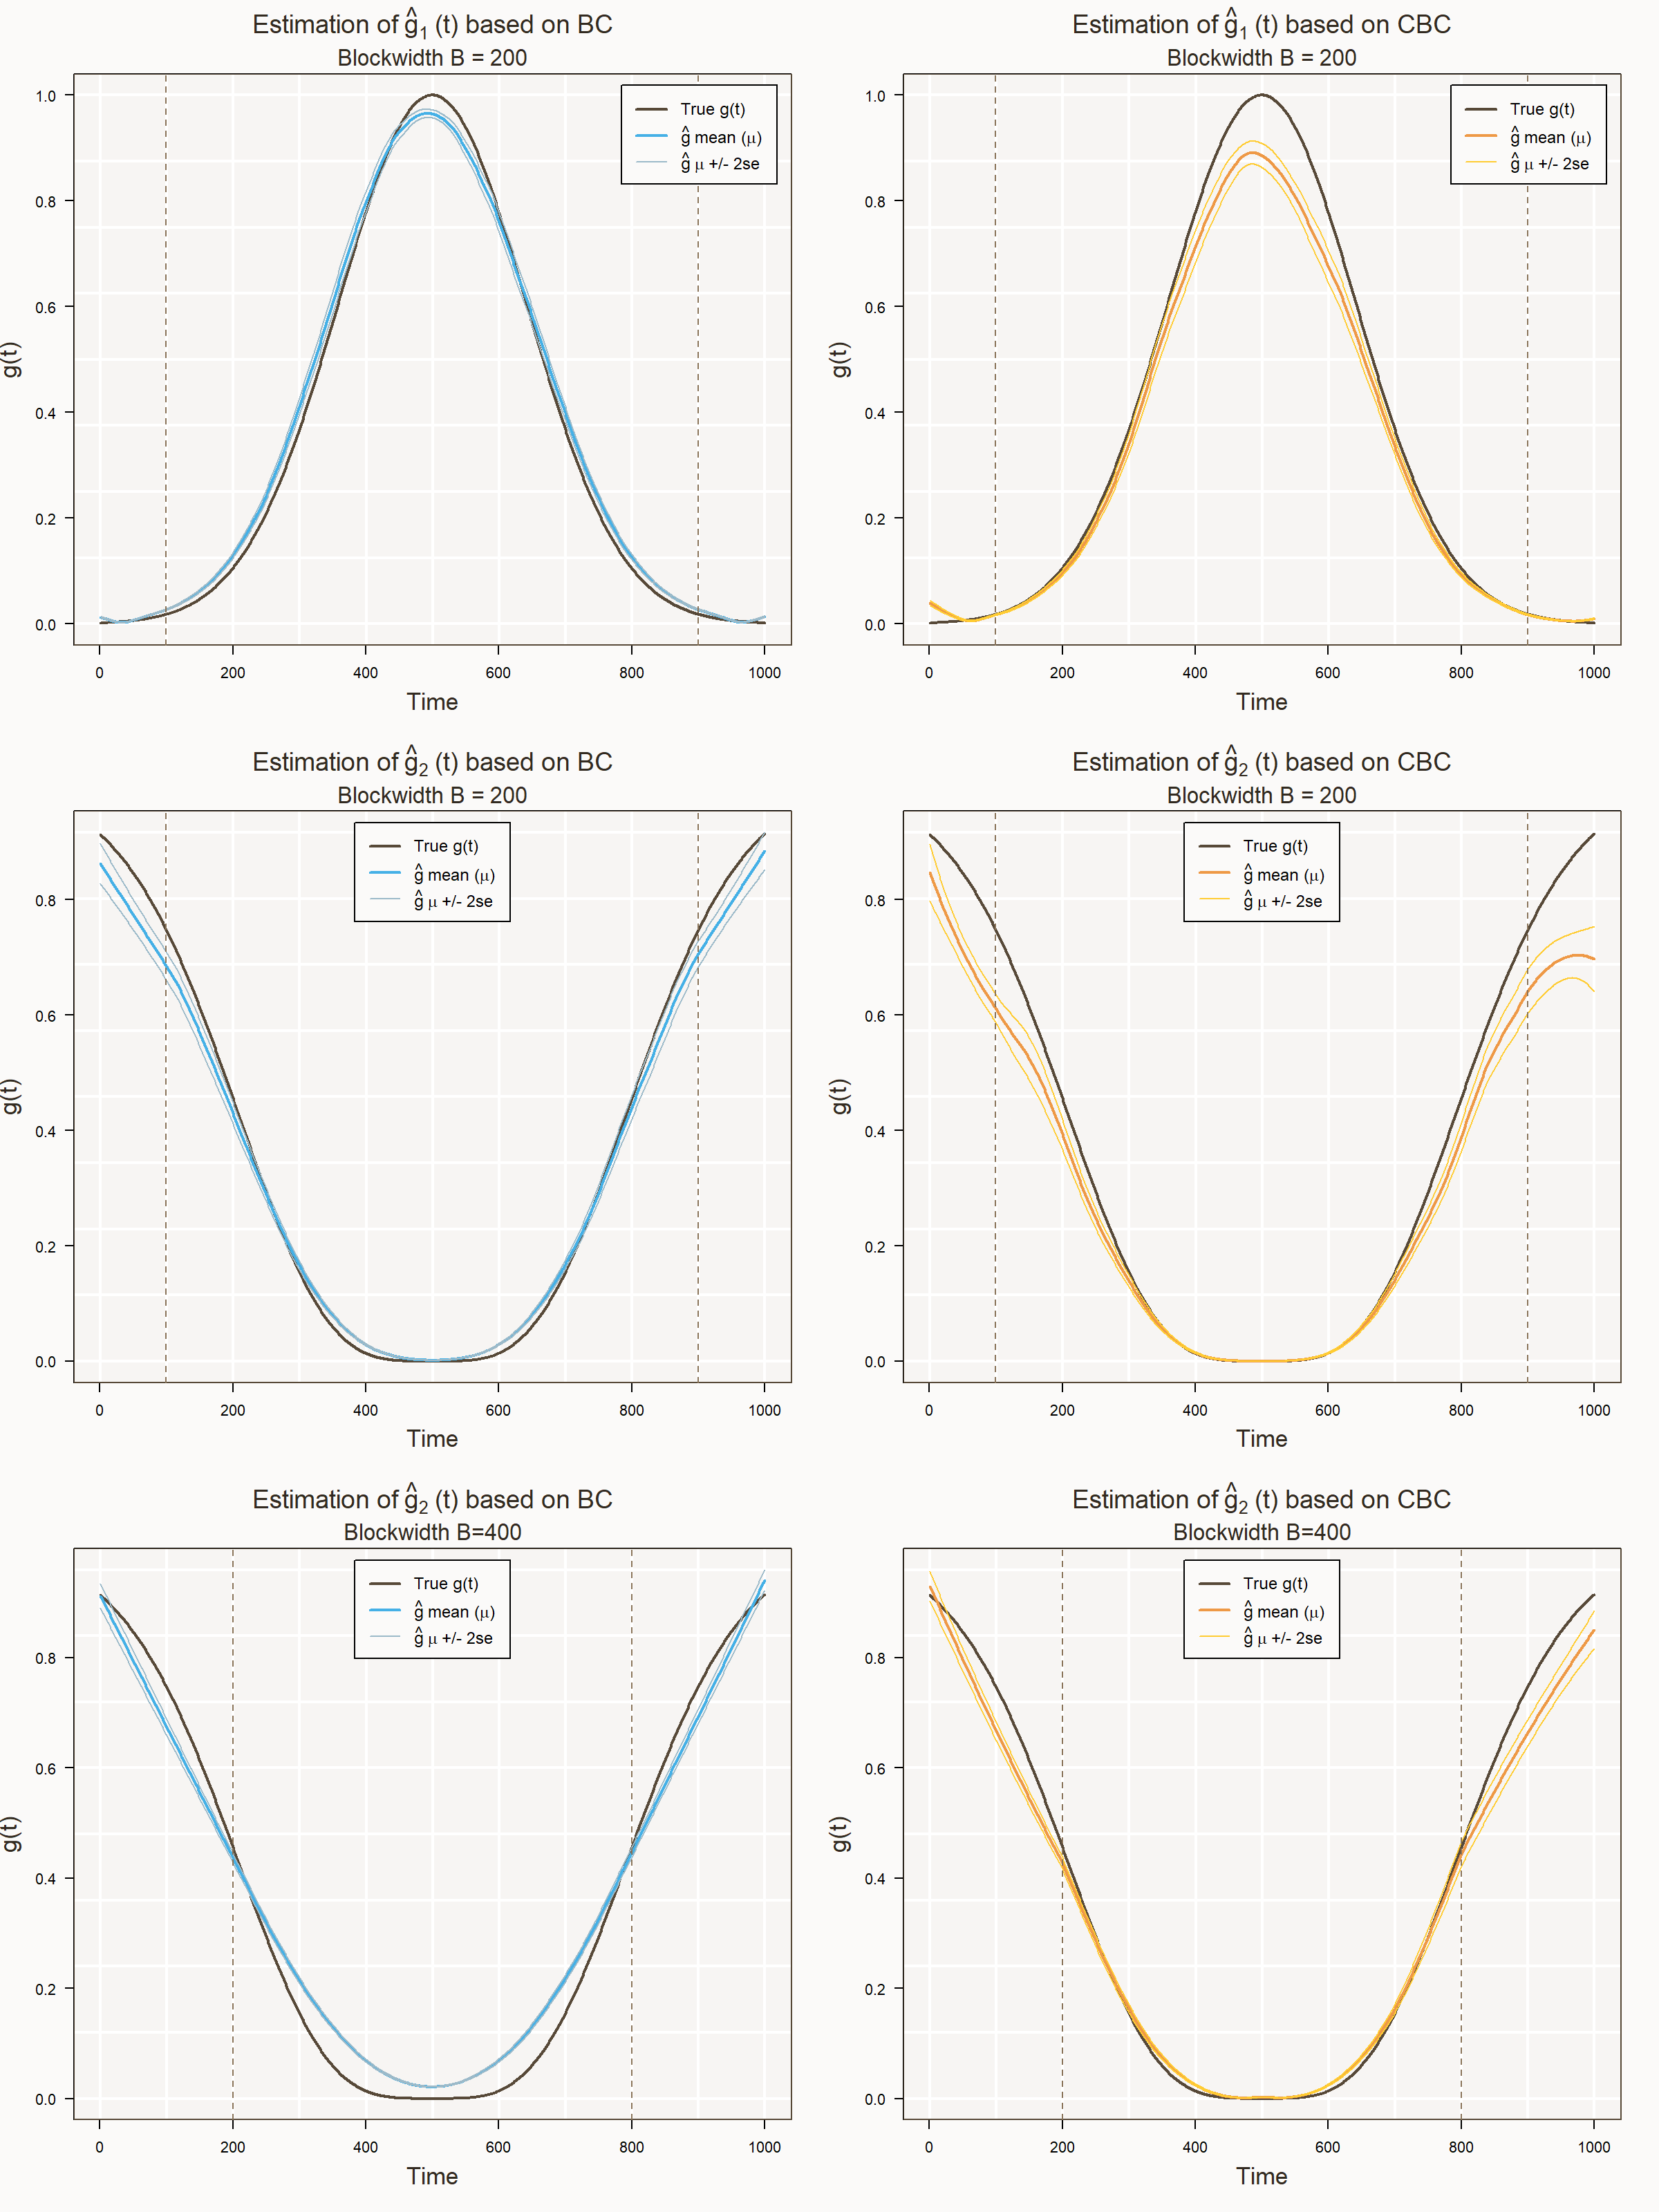 Estimation of ĝ₁ (t) based on BC
Blockwidth B = 200
True g(t)
ĝ mean (μ)
ĝ μ +/- 2se
g(t)
1.0
0.8
0.6
0.4
0.2
0.0
0 200 400 600 800 1000
Time
Estimation of ĝ₁ (t) based on CBC
Blockwidth B = 200
True g(t)
ĝ mean (μ)
ĝ μ +/- 2se
g(t)
1.0
0.8
0.6
0.4
0.2
0.0
0 200 400 600 800 1000
Time
Estimation of ĝ₂ (t) based on BC
Blockwidth B = 200
True g(t)
ĝ mean (μ)
ĝ μ +/- 2se
g(t)
0.8
0.6
0.4
0.2
0.0
0 200 400 600 800 1000
Time
Estimation of ĝ₂ (t) based on CBC
Blockwidth B = 200
True g(t)
ĝ mean (μ)
ĝ μ +/- 2se
g(t)
0.8
0.6
0.4
0.2
0.0
0 200 400 600 800 1000
Time
Estimation of ĝ₂ (t) based on BC
Blockwidth B=400
True g(t)
ĝ mean (μ)
ĝ μ +/- 2se
g(t)
0.8
0.6
0.4
0.2
0.0
0 200 400 600 800 1000
Time
Estimation of ĝ₂ (t) based on CBC
Blockwidth B=400
True g(t)
ĝ mean (μ)
ĝ μ +/- 2se
g(t)
0.8
0.6
0.4
0.2
0.0
0 200 400 600 800 1000
Time